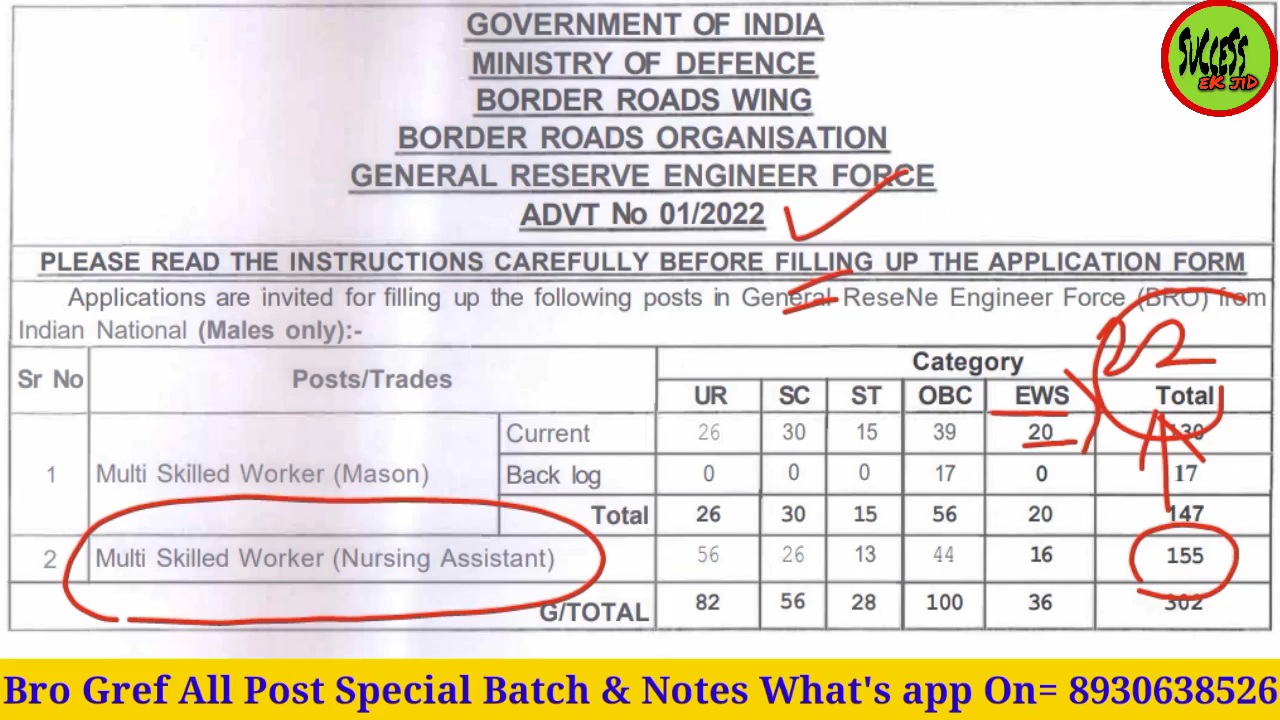 GOVERNMENT OF INDIA
MINISTRY OF DEFENCE
BORDER ROADS WING
BORDER ROADS ORGANISATION
GENERAL RESERVE ENGINEER FORCE
ADVT No 01/2022
SUCCESS
EK JID
PLEASE READ THE INSTRUCTIONS CAREFULLY BEFORE FILLING UP THE APPLICATION FORM
Applications are invited for filling up the following posts in General ReseNe Engineer Force (BRO) from
Indian National (Males only):-
Sr No Posts/Trades Category
UR SC ST OBC EWS Total
1 Multi Skilled Worker (Mason) Current 26 30 15 39 20 130
Back log 0 0 0 17 0 17
Total 26 30 15 56 20 147
2 Multi Skilled Worker (Nursing Assistant) 56 26 13 44 16 155
G/TOTAL 82 56 28 100 36 302
Bro Gref All Post Special Batch & Notes What's app On= 8930638526